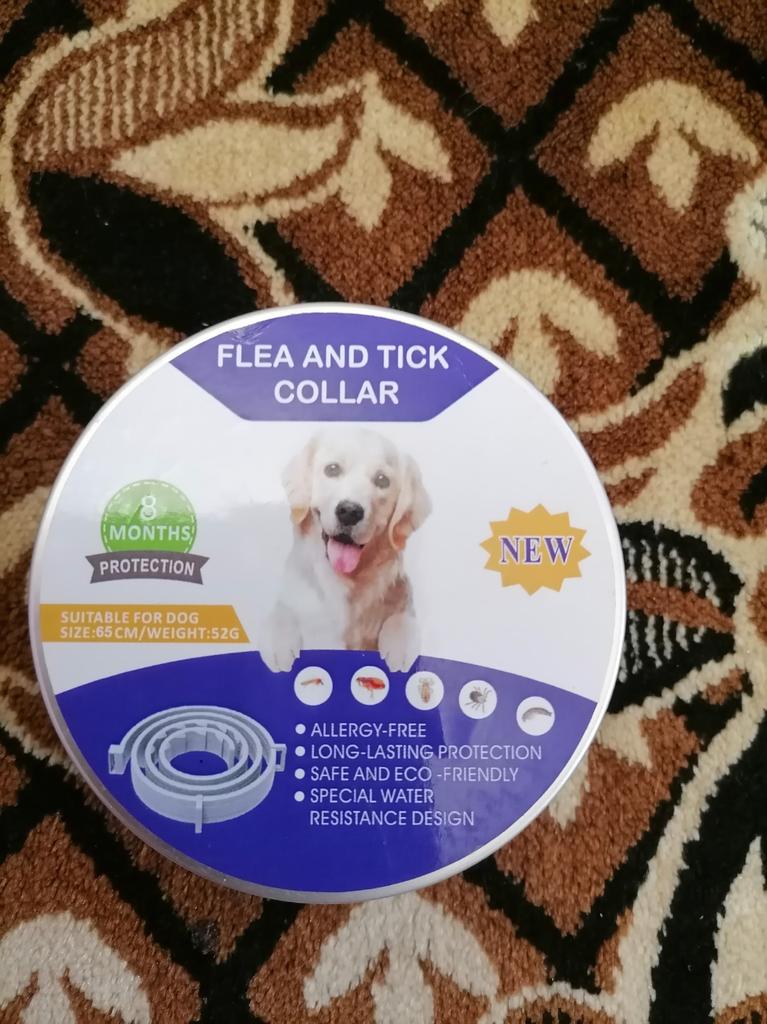 FLEA AND TICK
COLLAR
8
MONTHS
PROTECTION
NEW
SUITABLE FOR DOG
SIZE:65CM/WEIGHT:52G
ALLERGY-FREE
LONG-LASTING PROTECTION
SAFE AND ECO -FRIENDLY
SPECIAL WATER
RESISTANCE DESIGN